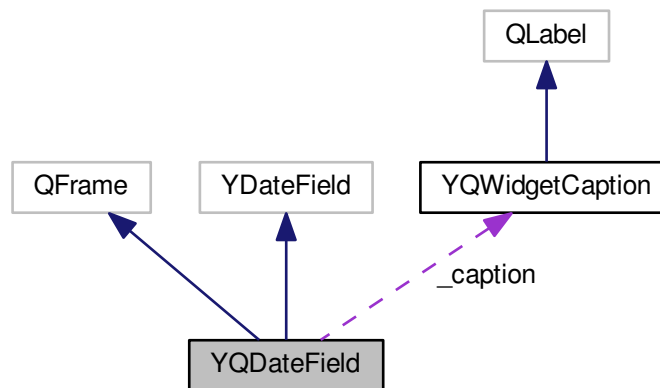 QLabel
QFrame
YDateField
YQWidgetCaption
_caption
YQDateField